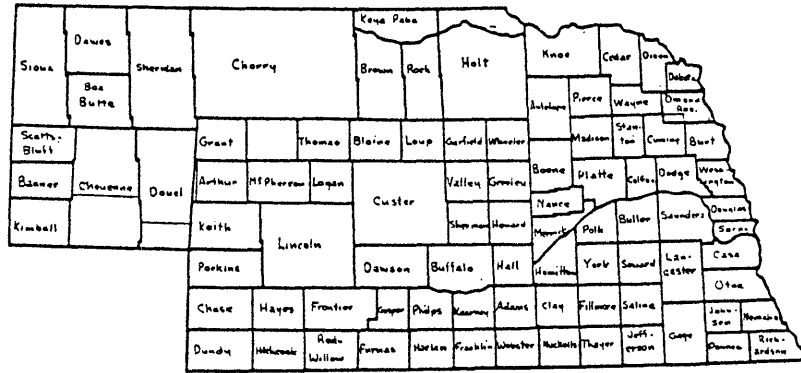 Keya Paha
Dawes
Sioux
Sheridan
Cherry
Brown
Rock
Holt
Knox
Cedar
Dixon
Dakota
Box
Butte
Antelope
Pierce
Wayne
Madison
Stan-
ton
Cuming
Burt
Scotts-
Bluff
Grant
Thomas
Blaine
Loup
Garfield
Wheeler
Boone
Platte
Colfax
Dodge
Wash-
ington
Banner
Cheyenne
Deuel
Arthur
McPherson
Logan
Custer
Valley
Greeley
Nance
Butler
Saunders
Douglas
Kimball
Keith
Lincoln
Sherman
Howard
Merrick
Polk
Perkins
Dawson
Buffalo
Hall
Hamilton
York
Seward
Lan-
caster
Cass
Otoe
Chase
Hayes
Frontier
Gosper
Phelps
Kearney
Adams
Clay
Fillmore
Saline
John-
son
Nemaha
Dundy
Hitchcock
Red-
Willow
Furnas
Harlan
Franklin
Webster
Nuckolls
Thayer
Jeff-
erson
Gage
Pawnee
Rich-
ardson